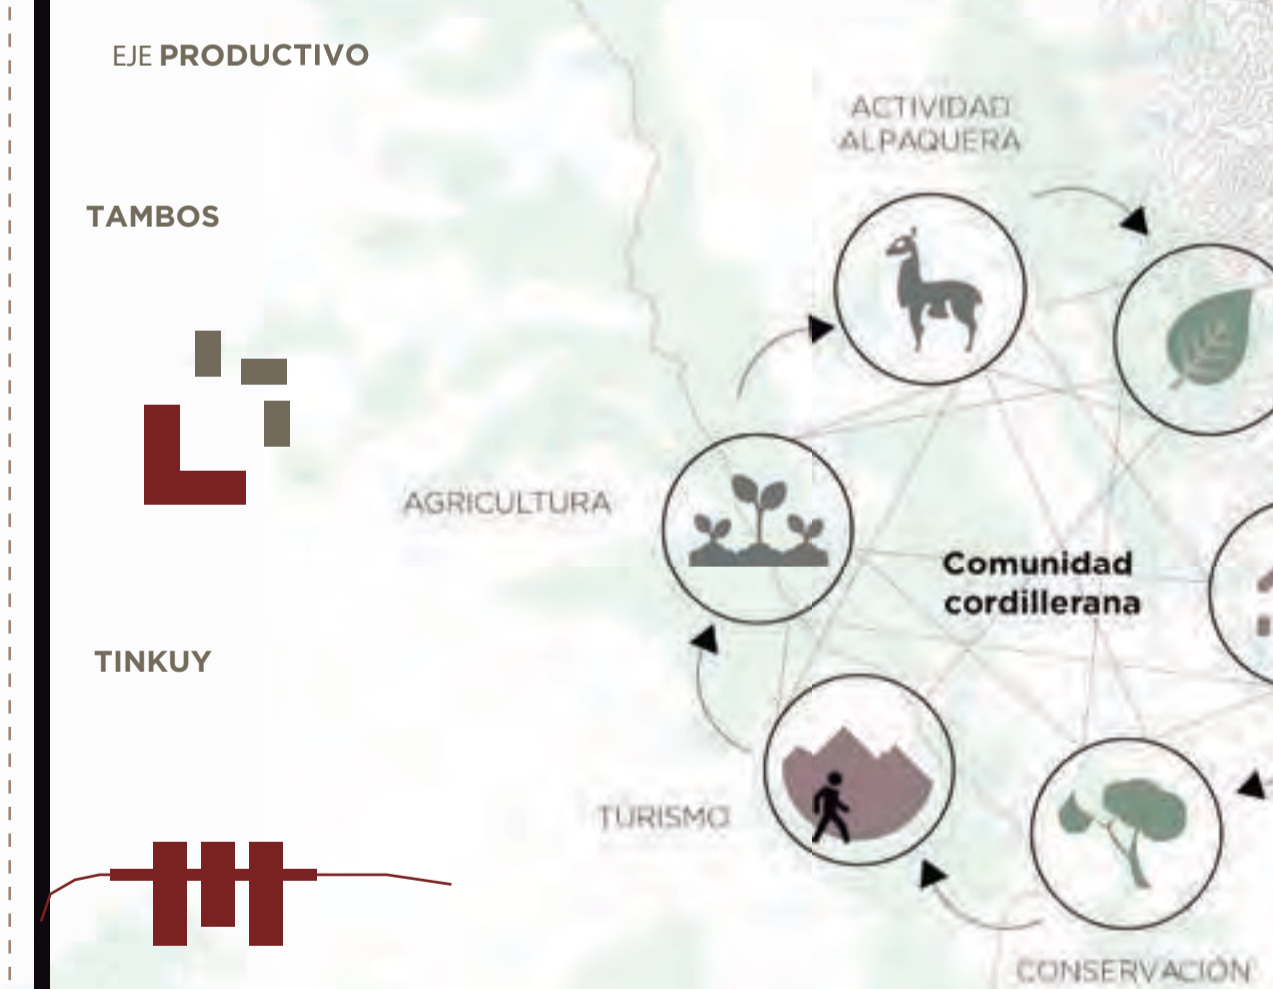 EJE PRODUCTIVO
TAMBOS
TINKUY
ACTIVIDAD
ALPAQUERA
AGRICULTURA
Comunidad
cordillerana
TURISMO
CONSERVACIÓN